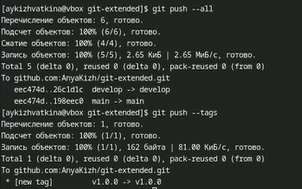 [aykizhvatkina@vbox git-extended]$ git push --all
Перечисление объектов: 6, готово.
Подсчет объектов: 100% (6/6), готово.
Сжатие объектов: 100% (4/4), готово.
Запись объектов: 100% (5/5), 2.65 КиБ | 2.65 МиБ/с, готово.
Total 5 (delta 0), reused 0 (delta 0), pack-reused 0 (from 0)
To github.com:AnyaKizh/git-extended.git
eec474d..26c1d1c develop -> develop
eec474d..198eec0 main -> main
[aykizhvatkina@vbox git-extended]$ git push --tags
Перечисление объектов: 1, готово.
Подсчет объектов: 100% (1/1), готово.
Запись объектов: 100% (1/1), 162 байта | 81.00 КиБ/с, готово.
Total 1 (delta 0), reused 0 (delta 0), pack-reused 0 (from 0)
To github.com:AnyaKizh/git-extended.git
* [new tag] v1.0.0 -> v1.0.0